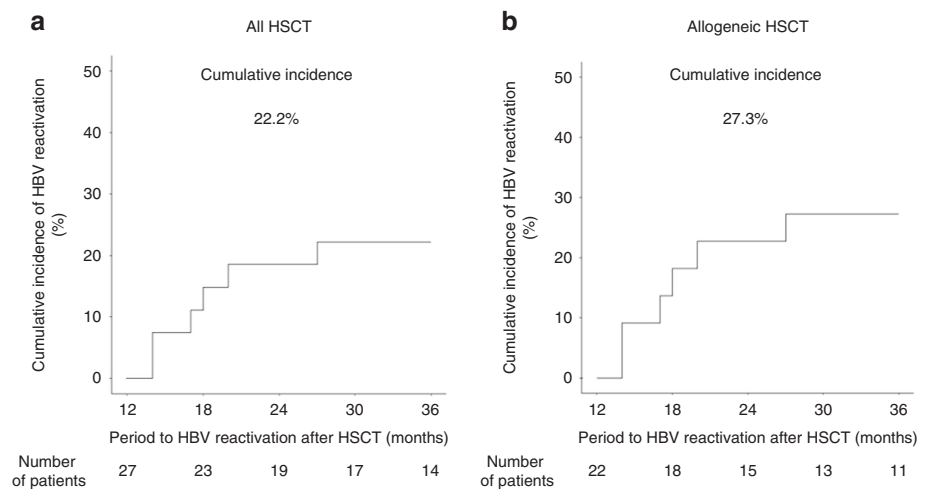 a
All HSCT
Cumulative incidence
22.2%
Cumulative incidence of HBV reactivation
(%)
50
40
30
20
10
0
12 18 24 30 36
Period to HBV reactivation after HSCT (months)
Number
of patients
27 23 19 17 14
b
Allogeneic HSCT
Cumulative incidence
27.3%
Cumulative incidence of HBV reactivation
(%)
50
40
30
20
10
0
12 18 24 30 36
Period to HBV reactivation after HSCT (months)
Number
of patients
22 18 15 13 11